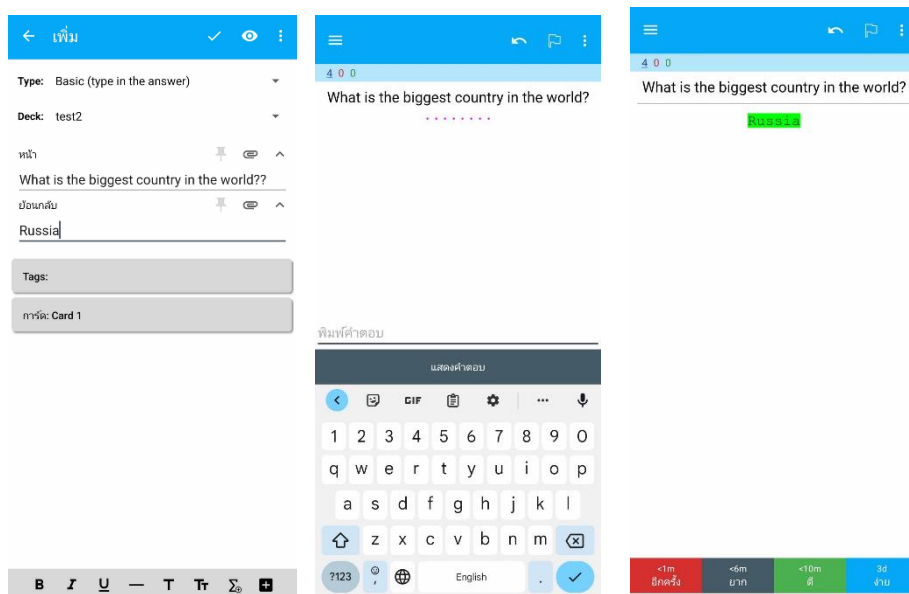 เพิ่ม
Type: Basic (type in the answer)
Deck: test2
หน้า
What is the biggest country in the world??
ย้อนกลับ
Russia
Tags:
การ์ด: Card 1
B I U — T Tт Σ
4 0 0
What is the biggest country in the world?
........
พิมพ์คำตอบ
แสดงคำตอบ
GIF
1 2 3 4 5 6 7 8 9 0
q w e r t y u i o p
a s d f g h j k l
z x c v b n m
?123 , English .
4 0 0
What is the biggest country in the world?
Russia
<1m <6m <10m 3d
อีกครั้ง ยาก ดี ง่าย